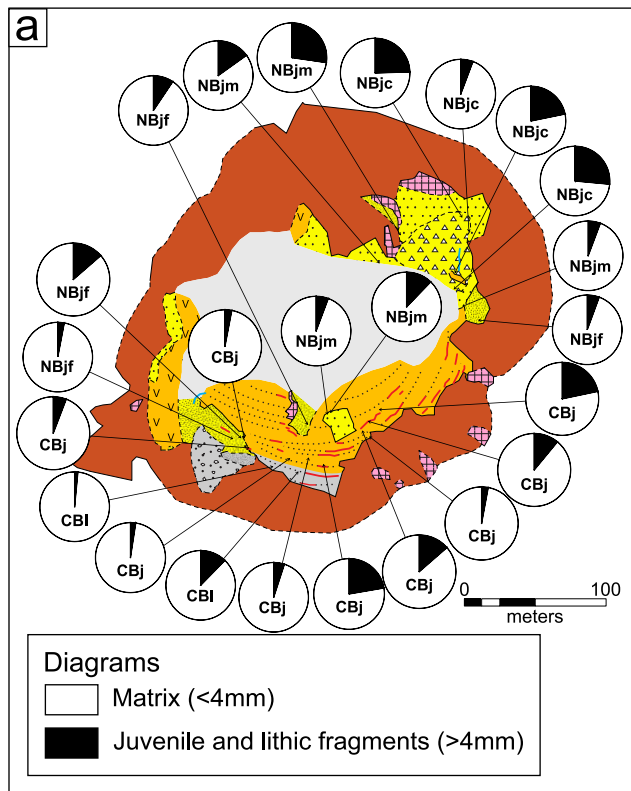 a
NBjm
NBjm
NBjc
NBjc
NBjc
NBjf
NBjc
NBjm
NBjf
NBjm
NBjf
NBjm
CBj
NBjf
CBj
CBj
CBj
CBl
CBj
CBj
CBl
CBj
CBj
CBj
0 100
meters
V
V
V
V
V
V
V
Diagrams
Matrix (<4mm)
Juvenile and lithic fragments (>4mm)